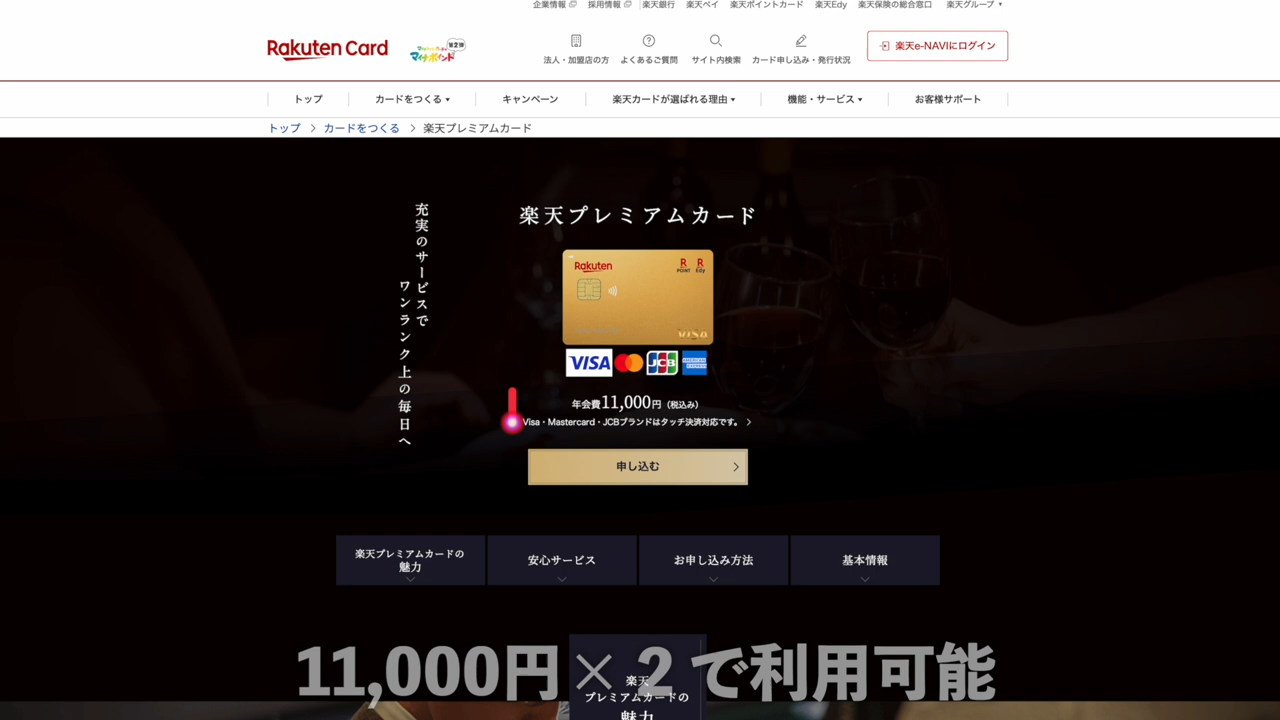 企業情報
採用情報
楽天銀行
楽天ペイ
楽天ポイントカード
楽天Edy
楽天保険の総合窓口
楽天グループ
Rakuten Card
マイナポイント
第2弾
法人・加盟店の方
よくあるご質問
サイト内検索
カード申し込み・発行状況
楽天e-NAVIにログイン
トップ
カードをつくる
キャンペーン
楽天カードが選ばれる理由
機能・サービス
お客様サポート
トップ > カードをつくる > 楽天プレミアムカード
充実のサービスで
ワンランク上の毎日へ
楽天プレミアムカード
Rakuten
R POINT
R Edy
VISA
VISA
JCB
AMERICAN EXPRESS
年会費11,000円（税込み）
Visa・Mastercard・JCBブランドはタッチ決済対応です。
申し込む
楽天プレミアムカードの
魅力
安心サービス
お申し込み方法
基本情報
11,000円×2で利用可能
楽天
プレミアムカードの
魅力